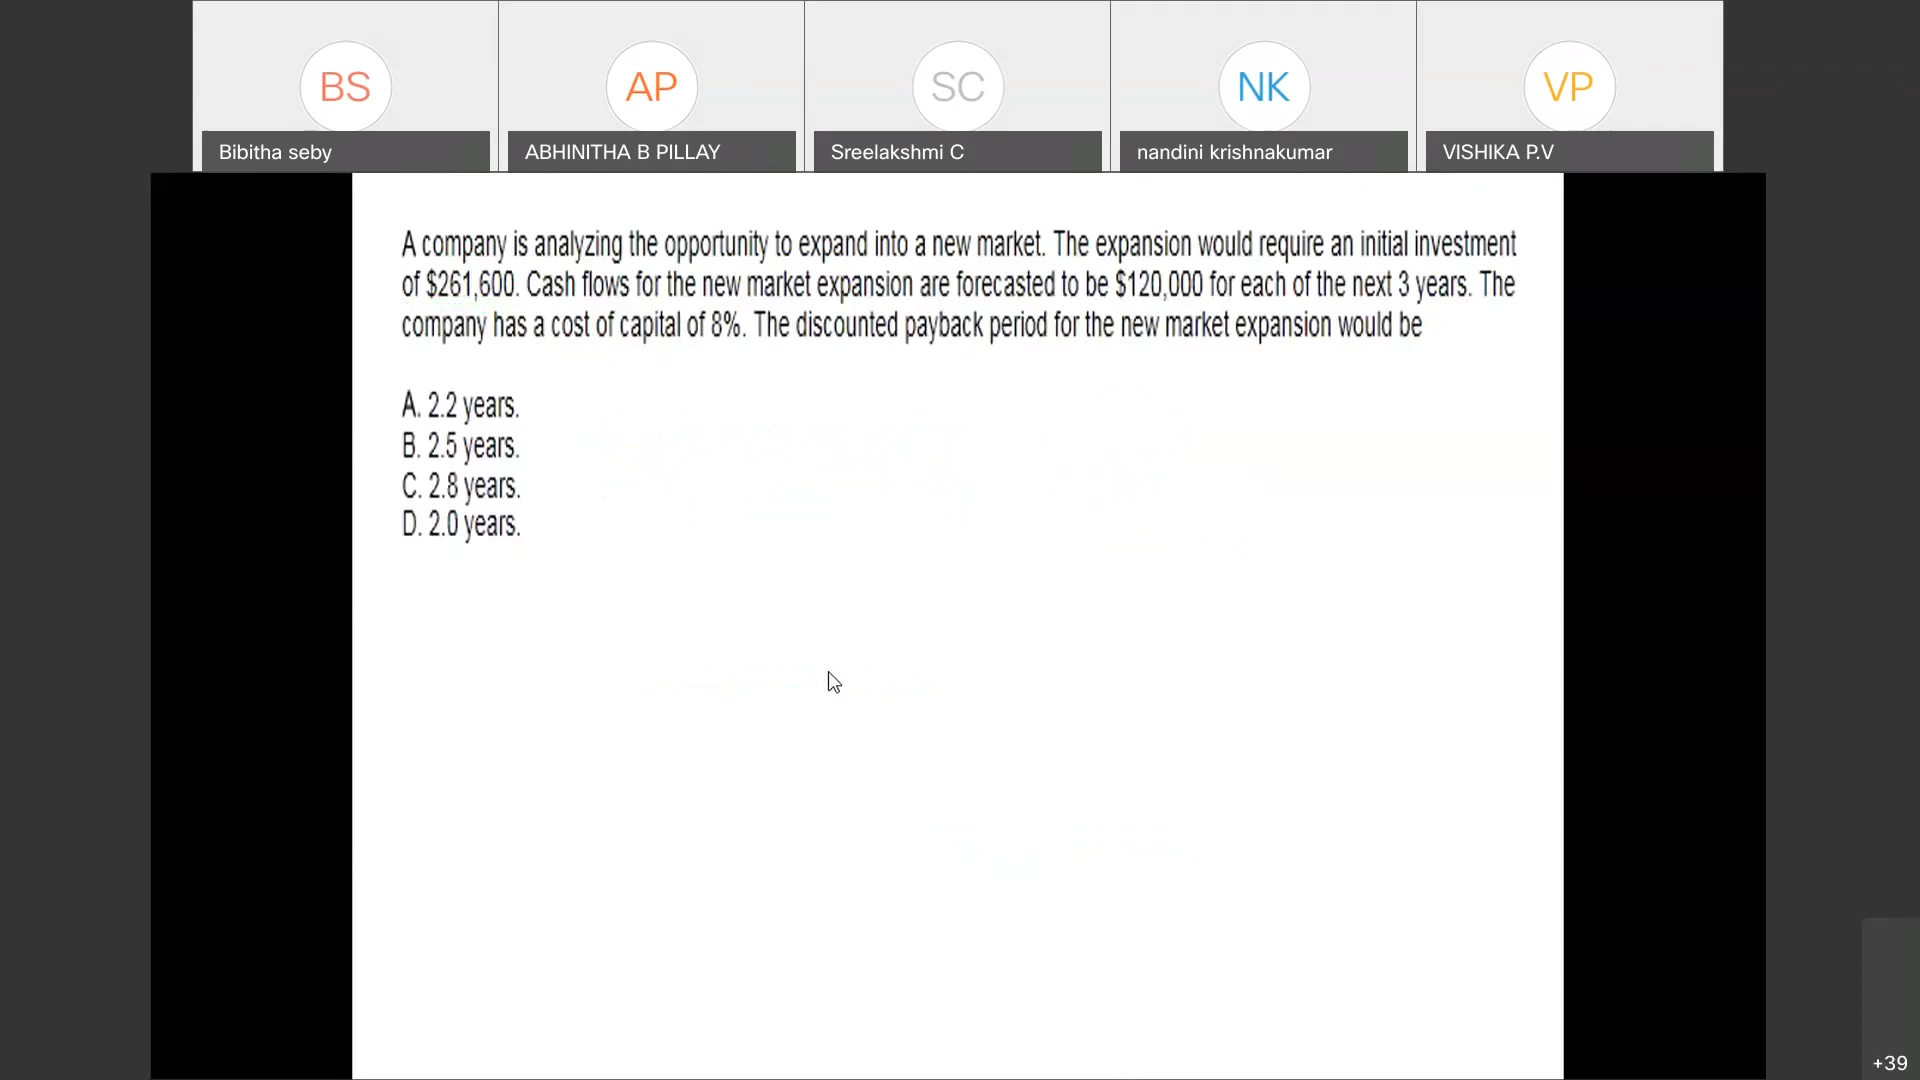 BS
AP
SC
NK
VP
Bibitha seby
ABHINITHA B PILLAY
Sreelakshmi C
nandini krishnakumar
VISHIKA P.V
A company is analyzing the opportunity to expand into a new market. The expansion would require an initial investment
of $261,600. Cash flows for the new market expansion are forecasted to be $120,000 for each of the next 3 years. The
company has a cost of capital of 8%. The discounted payback period for the new market expansion would be
A. 2.2 years.
B. 2.5 years.
C. 2.8 years.
D. 2.0 years.
+39